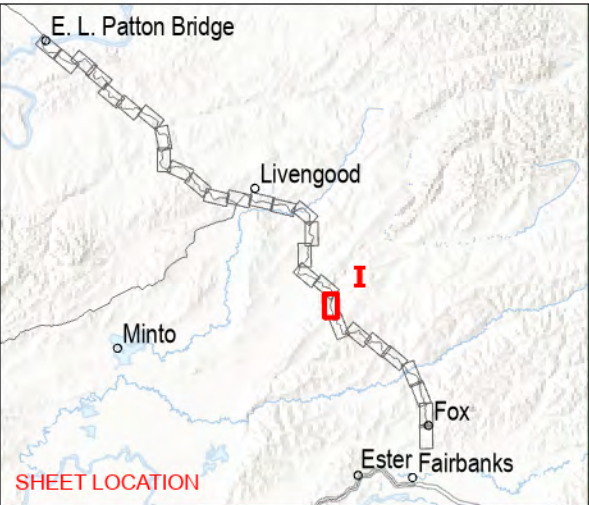 E. L. Patton Bridge
Livengood
I
Minto
Fox
Ester Fairbanks
SHEET LOCATION